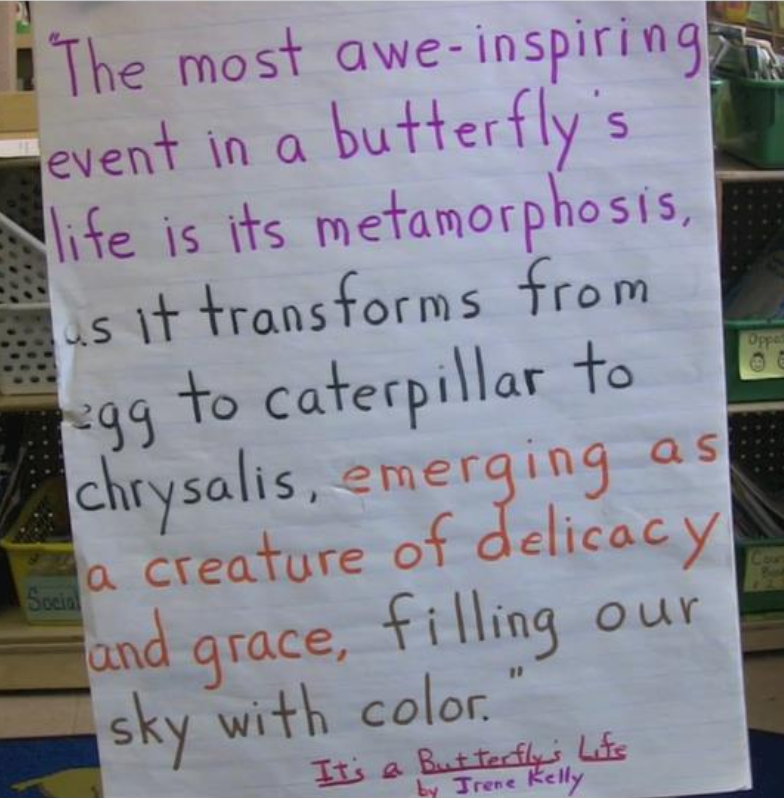 "The most awe-inspiring
event in a butterfly's
life is its metamorphosis,
as it transforms from
egg to caterpillar to
chrysalis, emerging as
a creature of delicacy
and grace, filling our
sky with color."
It's a Butterfly's Life
by Irene Kelly
Social